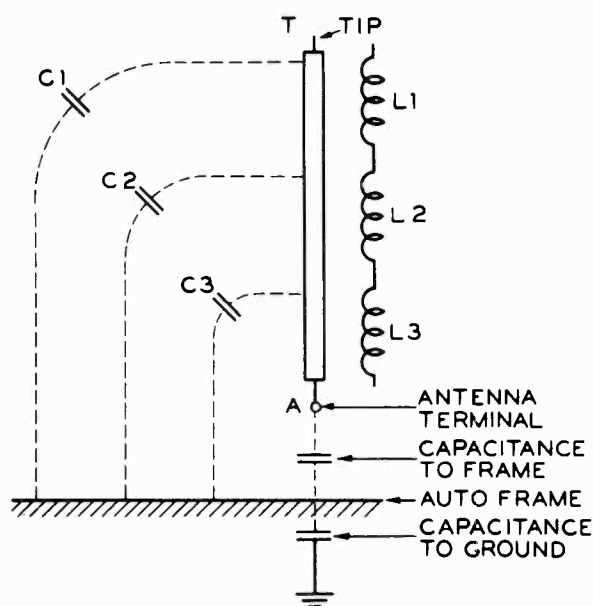 T TIP
C1
L1
C2
L2
C3
L3
A ANTENNA
TERMINAL
CAPACITANCE
TO FRAME
AUTO FRAME
CAPACITANCE
TO GROUND